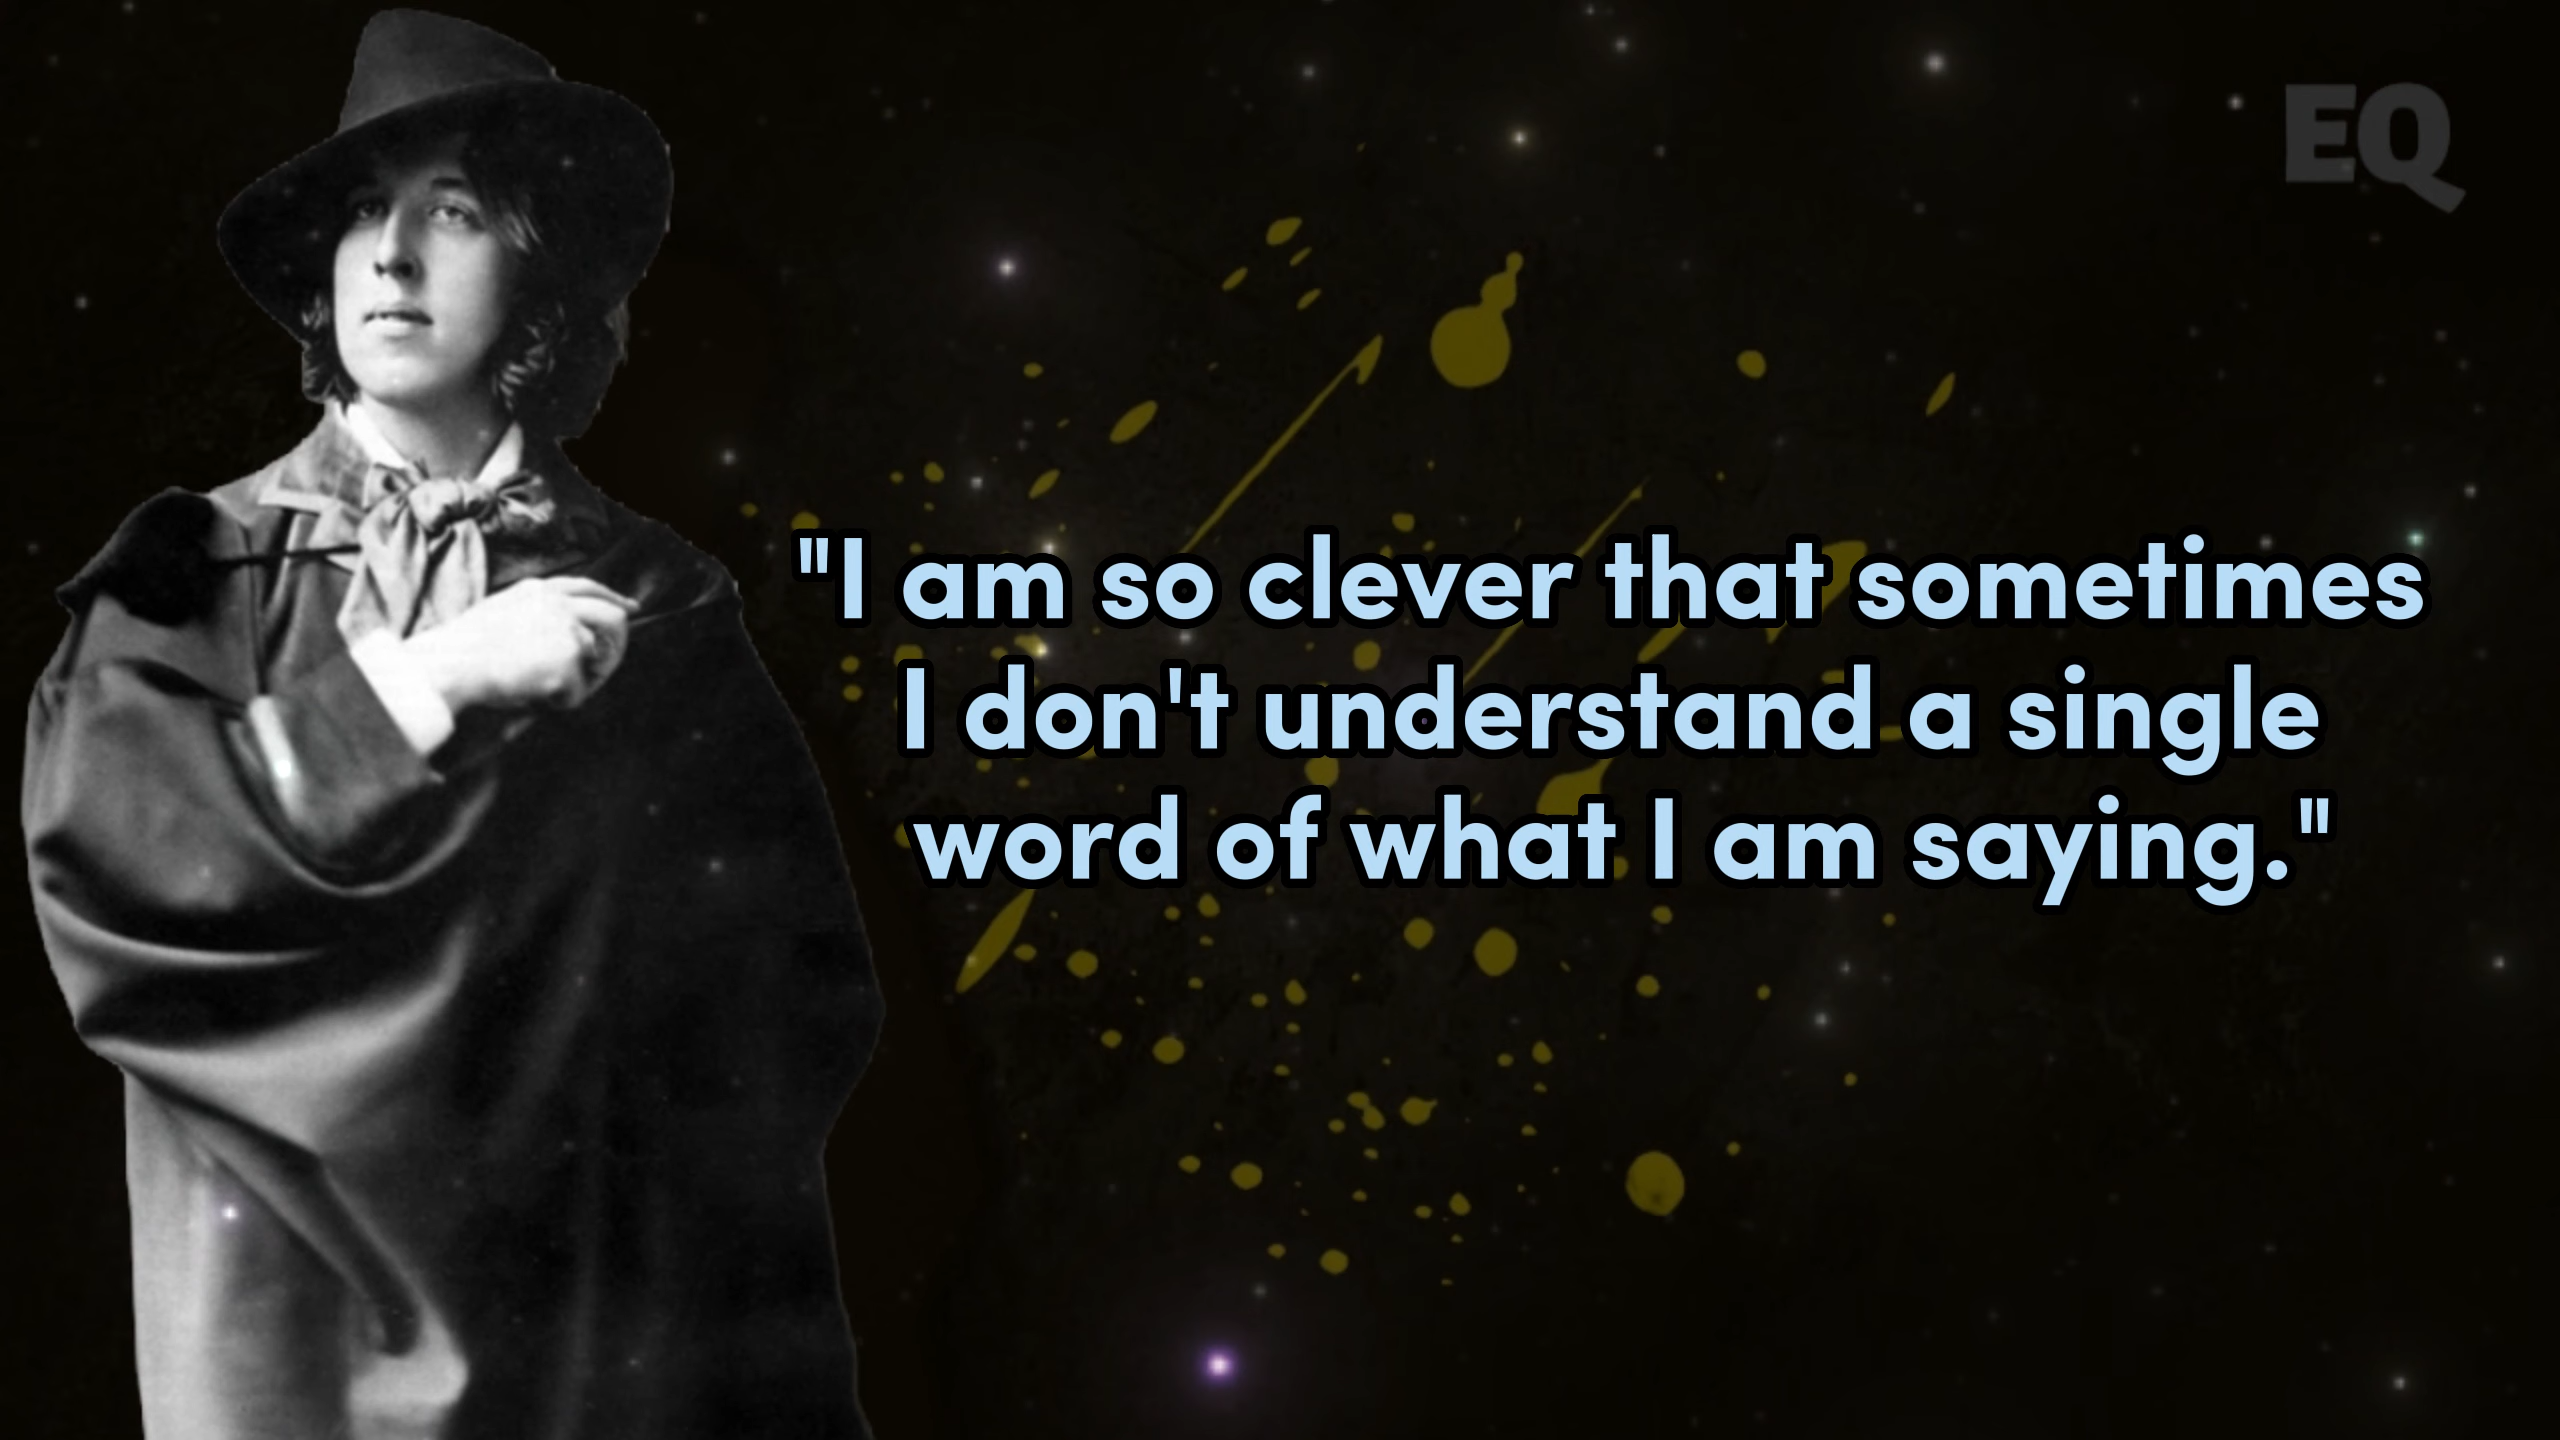 EQ
"I am so clever that sometimes
I don't understand a single
word of what I am saying."